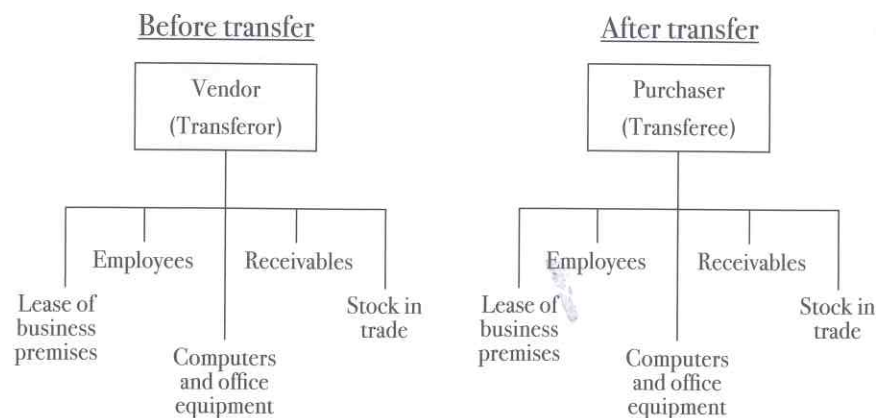 Before transfer
After transfer
Vendor
(Transferor)
Purchaser
(Transferee)
Employees
Receivables
Lease of
business
premises
Stock in
trade
Computers
and office
equipment
Employees
Receivables
Lease of
business
premises
Stock in
trade
Computers
and office
equipment